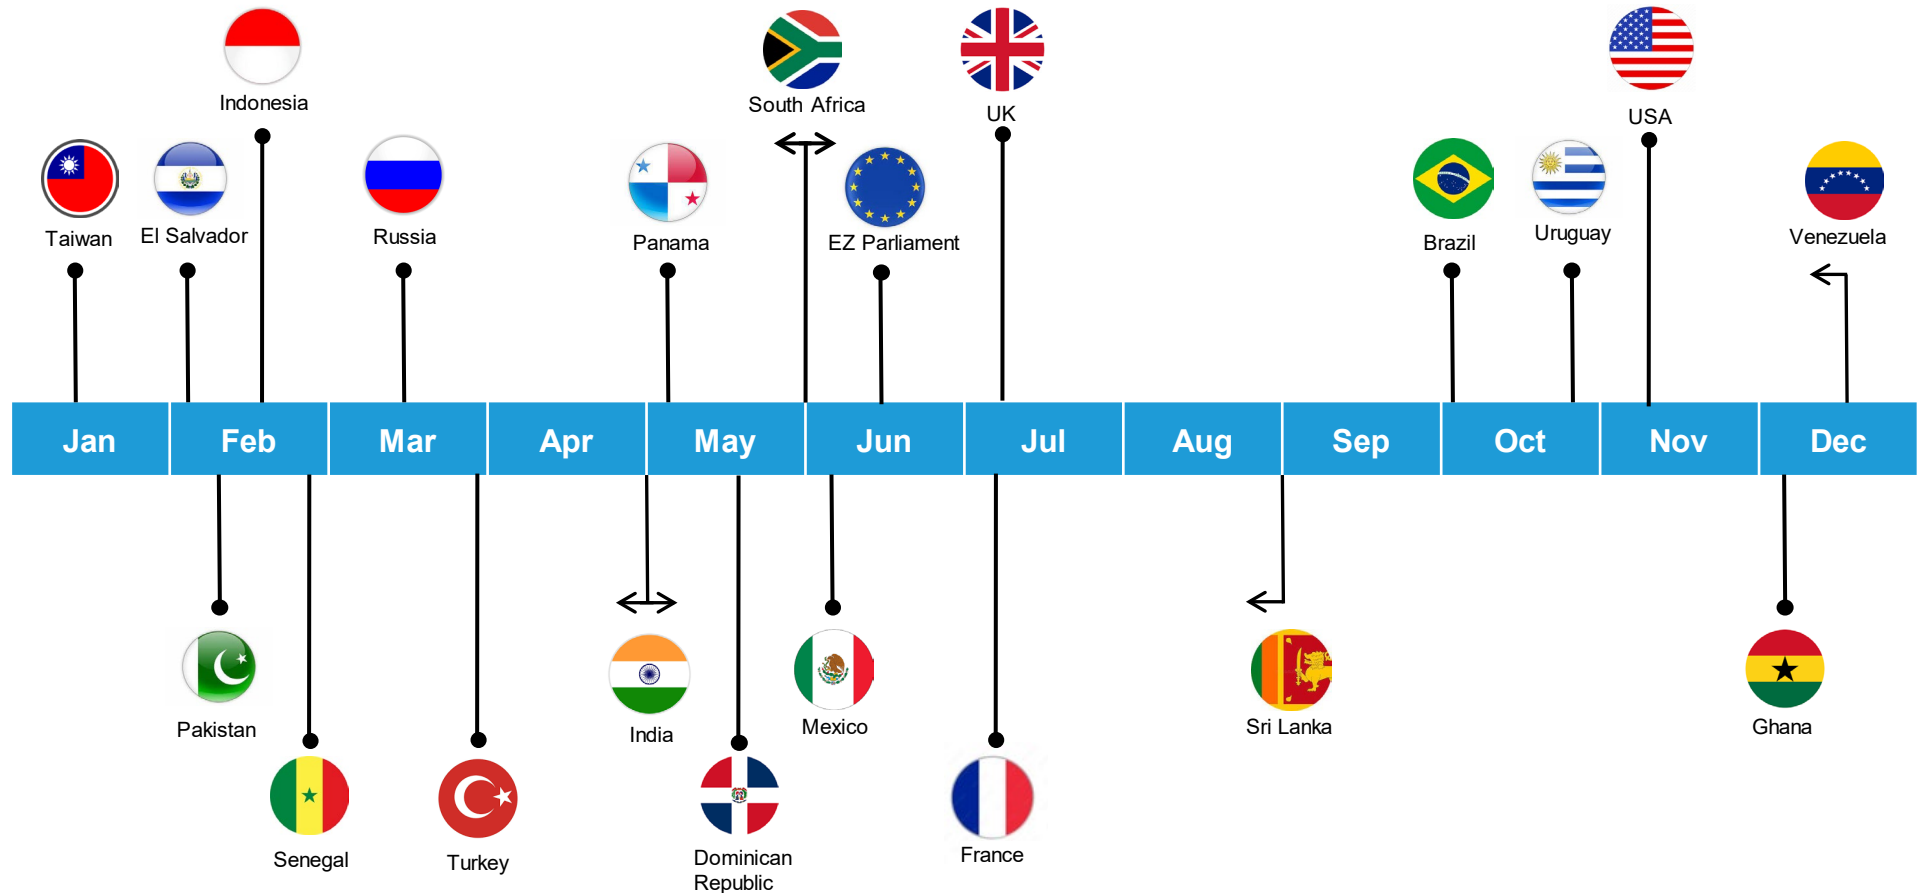 Indonesia
South Africa
UK
USA
Taiwan
El Salvador
Russia
Panama
EZ Parliament
Brazil
Uruguay
Venezuela
Jan
Feb
Mar
Apr
May
Jun
Jul
Aug
Sep
Oct
Nov
Dec
Pakistan
India
Mexico
Sri Lanka
Ghana
Senegal
Turkey
Dominican
Republic
France